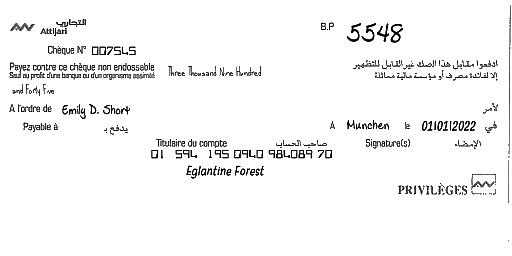 التجاري
Attijari
B.P 5548
Chèque N° 007545
Payez contre ce chèque non endossable
Seuf au profit d'une banque ou d'un organisme assimilé
Three Thousand Nine Hundred
and Forty Five
ادفعوا مقابل هذا الصك غير القابل للتظهير
إلا لفائدة مصرف أو مؤسسة مالية مماثلة
A l'ordre de Emily D. Short لأمر
Payable à يدفع بـ
A Munchen le 01/01/2022 في
Titulaire du compte صاحب الحساب
Signature(s) الإمضاء
01 594 195 0940 984089 70
Eglantine Forest
PRIVILÈGES